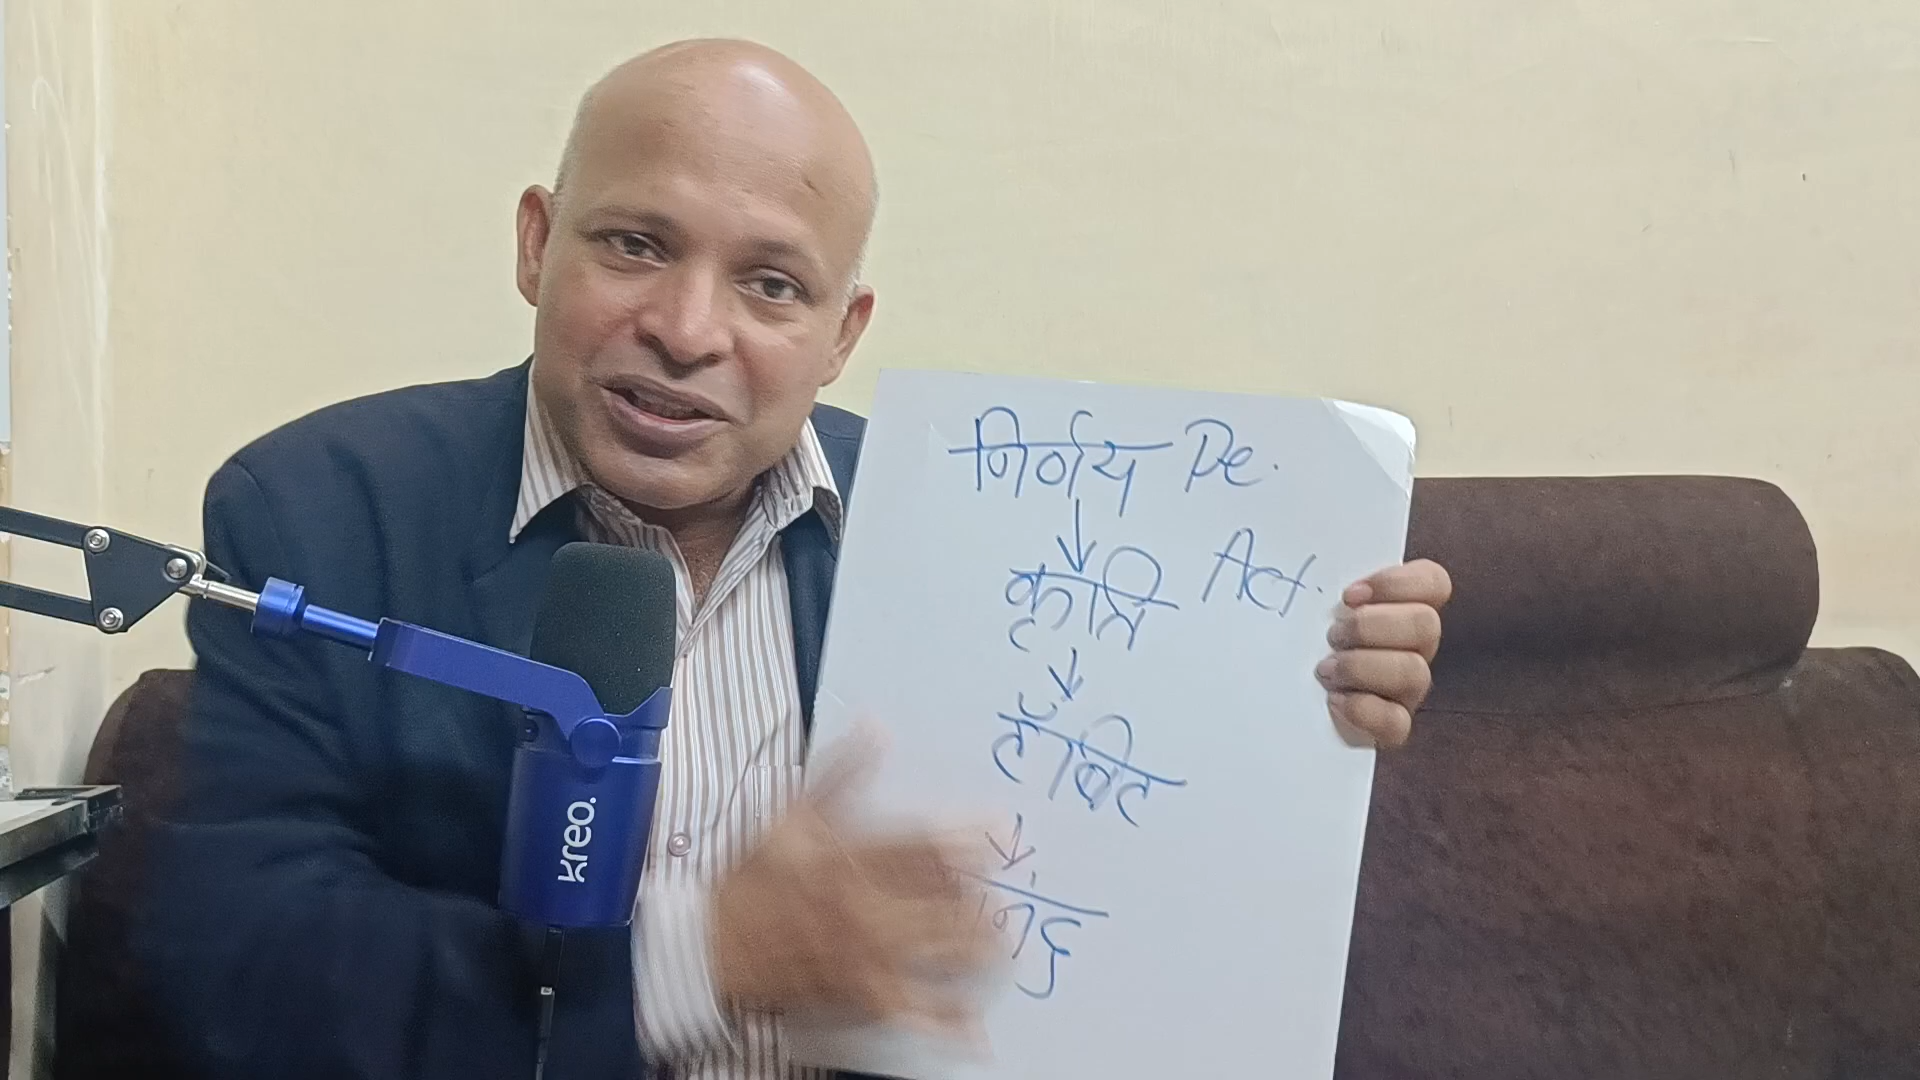 निर्णय De.
↓
कृति Act.
↓
हॅबिट
↓
kreo.